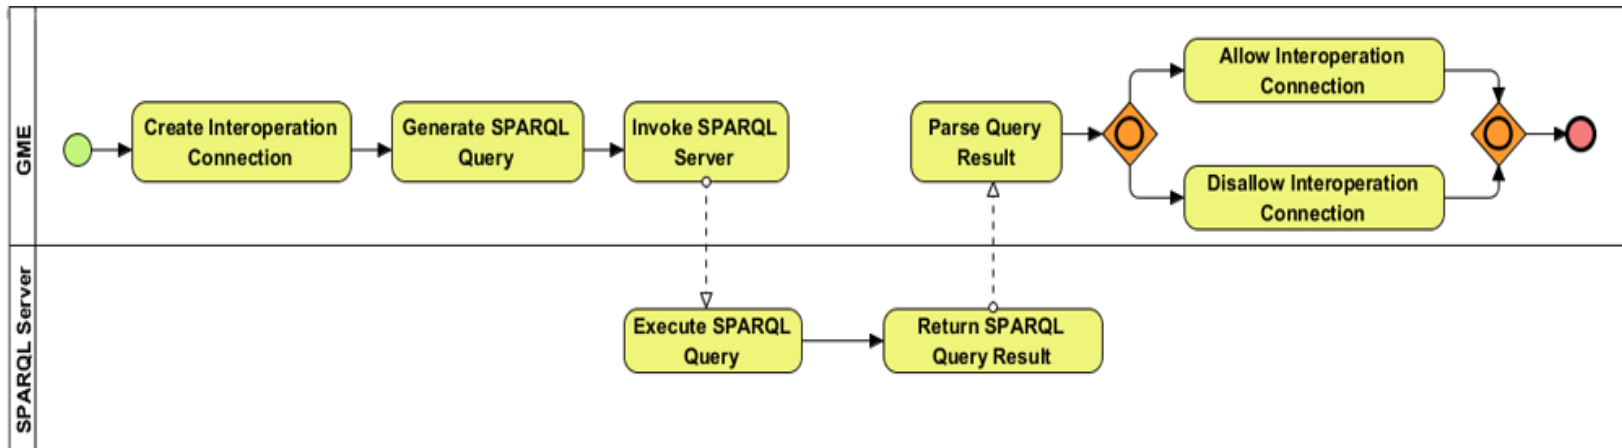 GME
Create Interoperation
Connection
Generate SPARQL
Query
Invoke SPARQL
Server
Parse Query
Result
Allow Interoperation
Connection
Disallow Interoperation
Connection
SPARQL Server
Execute SPARQL
Query
Return SPARQL
Query Result